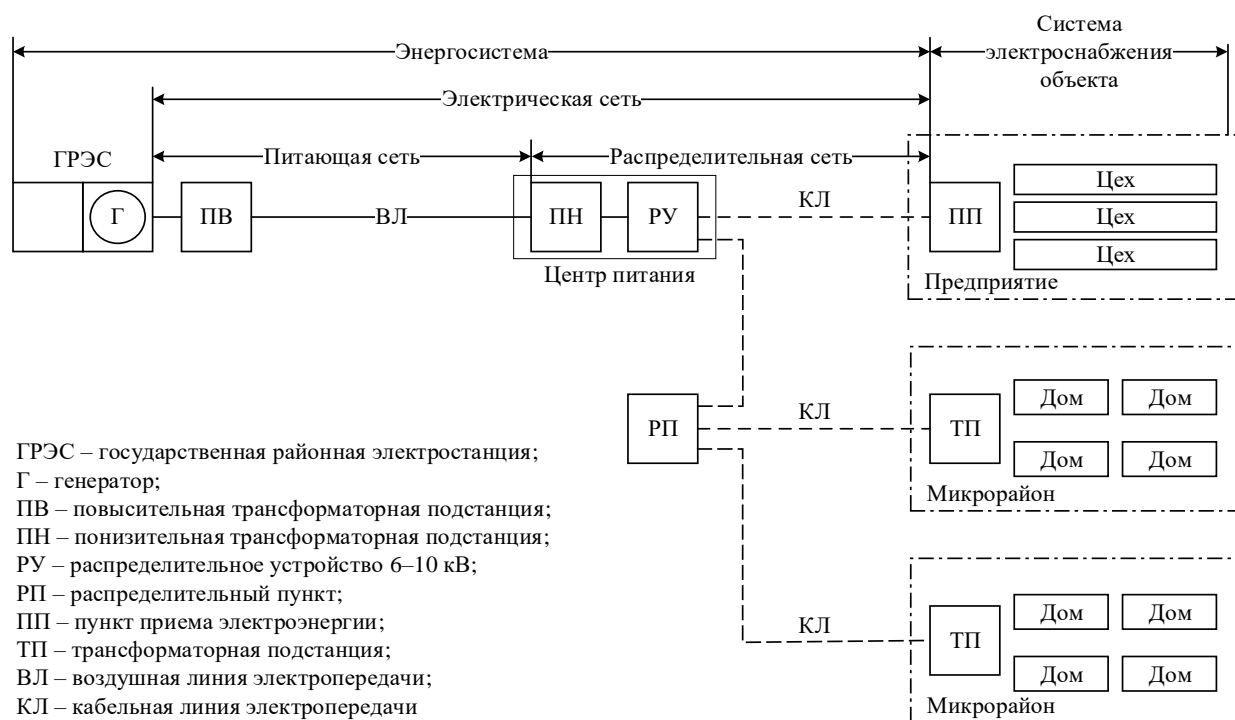 Система
электроснабжения
объекта
Энергосистема
Электрическая сеть
Питающая сеть
Распределительная сеть
ГРЭС
Г
ПВ
ВЛ
ПН
РУ
КЛ
ПП
Цех
Цех
Цех
Центр питания
Предприятие
РП
КЛ
ТП
Дом Дом
Дом Дом
Микрорайон
КЛ
ТП
Дом Дом
Дом Дом
Микрорайон
ГРЭС – государственная районная электростанция;
Г – генератор;
ПВ – повысительная трансформаторная подстанция;
ПН – понизительная трансформаторная подстанция;
РУ – распределительное устройство 6–10 кВ;
РП – распределительный пункт;
ПП – пункт приема электроэнергии;
ТП – трансформаторная подстанция;
ВЛ – воздушная линия электропередачи;
КЛ – кабельная линия электропередачи